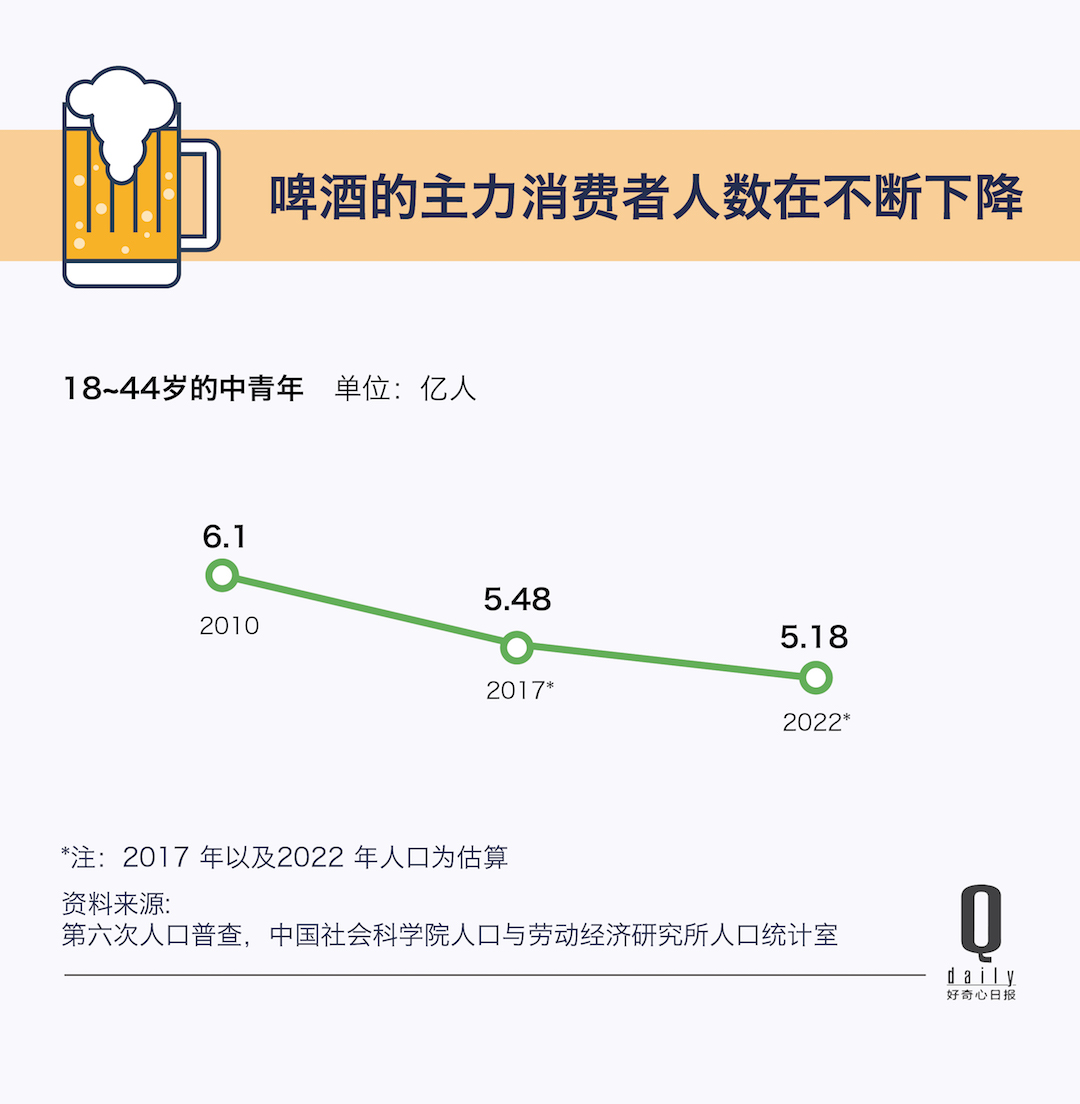 啤酒的主力消费者人数在不断下降
18~44岁的中青年 单位：亿人
6.1
2010
5.48
2017*
5.18
2022*
*注：2017 年以及2022 年人口为估算
资料来源:
第六次人口普查，中国社会科学院人口与劳动经济研究所人口统计室
Q
daily
好奇心日报